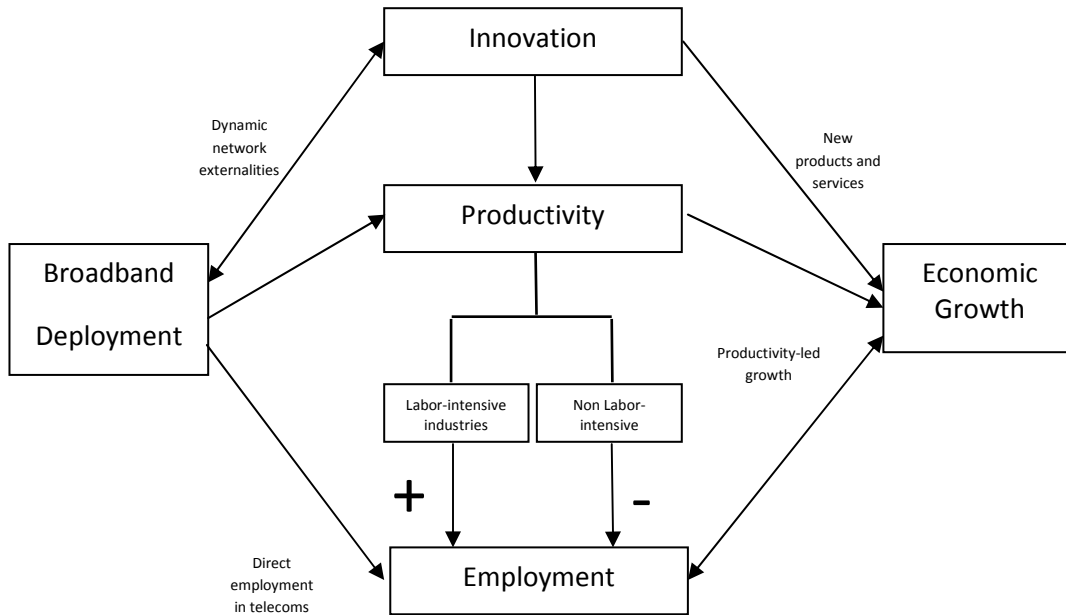 Innovation
Dynamic
network
externalities
New
products and
services
Productivity
Broadband
Deployment
Economic
Growth
Productivity-led
growth
Labor-intensive
industries
Non Labor-
intensive
+
-
Direct
employment
in telecoms
Employment